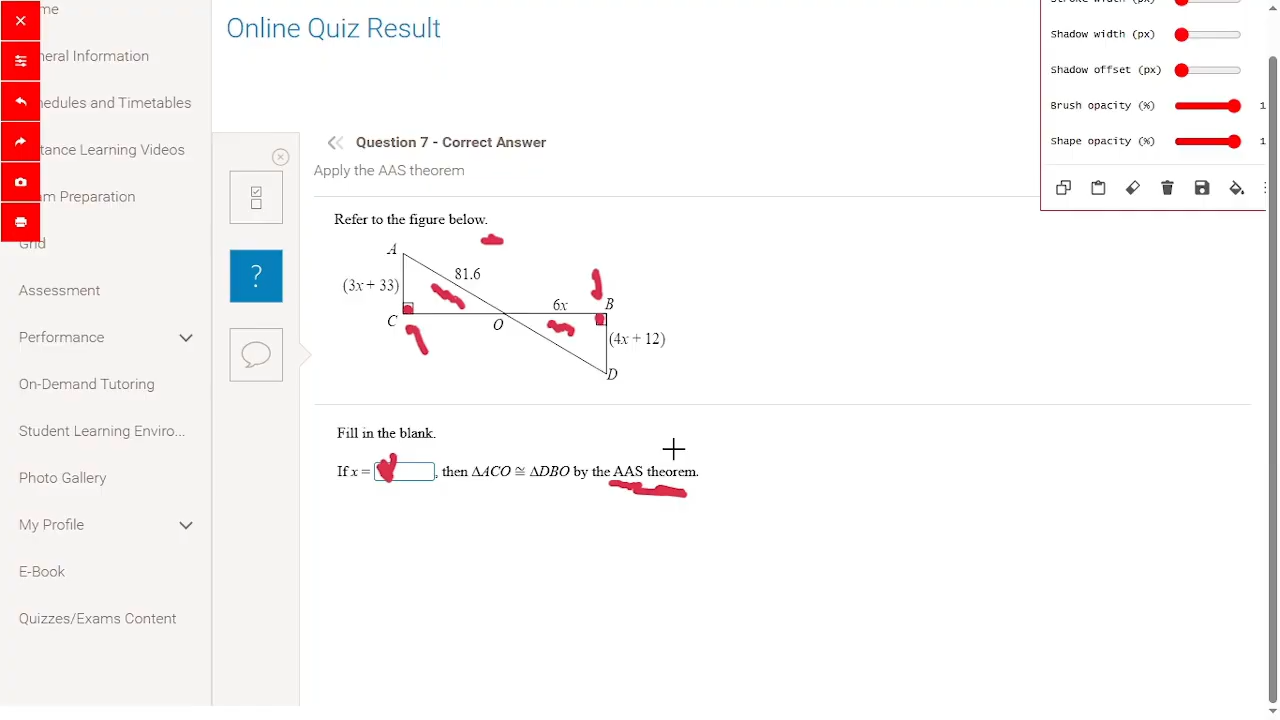 Online Quiz Result
me
neral Information
hedules and Timetables
tance Learning Videos
am Preparation
Grid
Assessment
Performance
On-Demand Tutoring
Student Learning Enviro...
Photo Gallery
My Profile
E-Book
Quizzes/Exams Content
Question 7 - Correct Answer
Apply the AAS theorem
Refer to the figure below.
A
81.6
(3x + 33)
6x
B
C
O
(4x + 12)
D
?
Fill in the blank.
If x = , then ΔACO ≅ ΔDBO by the AAS theorem.
Shadow width (px)
Shadow offset (px)
Brush opacity (%) 1
Shape opacity (%) 1